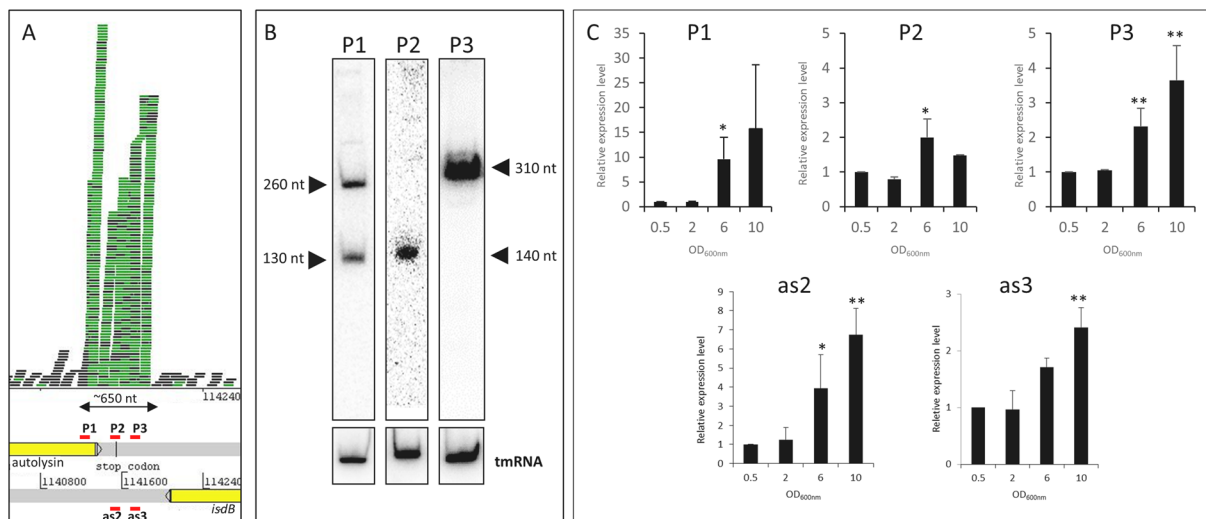 A
114240
~650 nt
P1 P2 P3
autolysin
stop_codon
1140800 1141600 114240
isdB
as2 as3
B
P1 P2 P3
310 nt
260 nt
130 nt
140 nt
tmRNA
C
P1
Relative expression level
35
30
25
20
15
10
5
0
*
0.5 2 6 10
OD600nm
P2
Relative expression level
5
4
3
2
1
0
*
0.5 2 6 10
OD600nm
P3
Relative expression level
5
4
3
2
1
0
** **
0.5 2 6 10
OD600nm
as2
Relative expression level
9
8
7
6
5
4
3
2
1
0
* **
0.5 2 6 10
OD600nm
as3
Reletive expression level
3
2
1
0
**
0.5 2 6 10
OD600nm